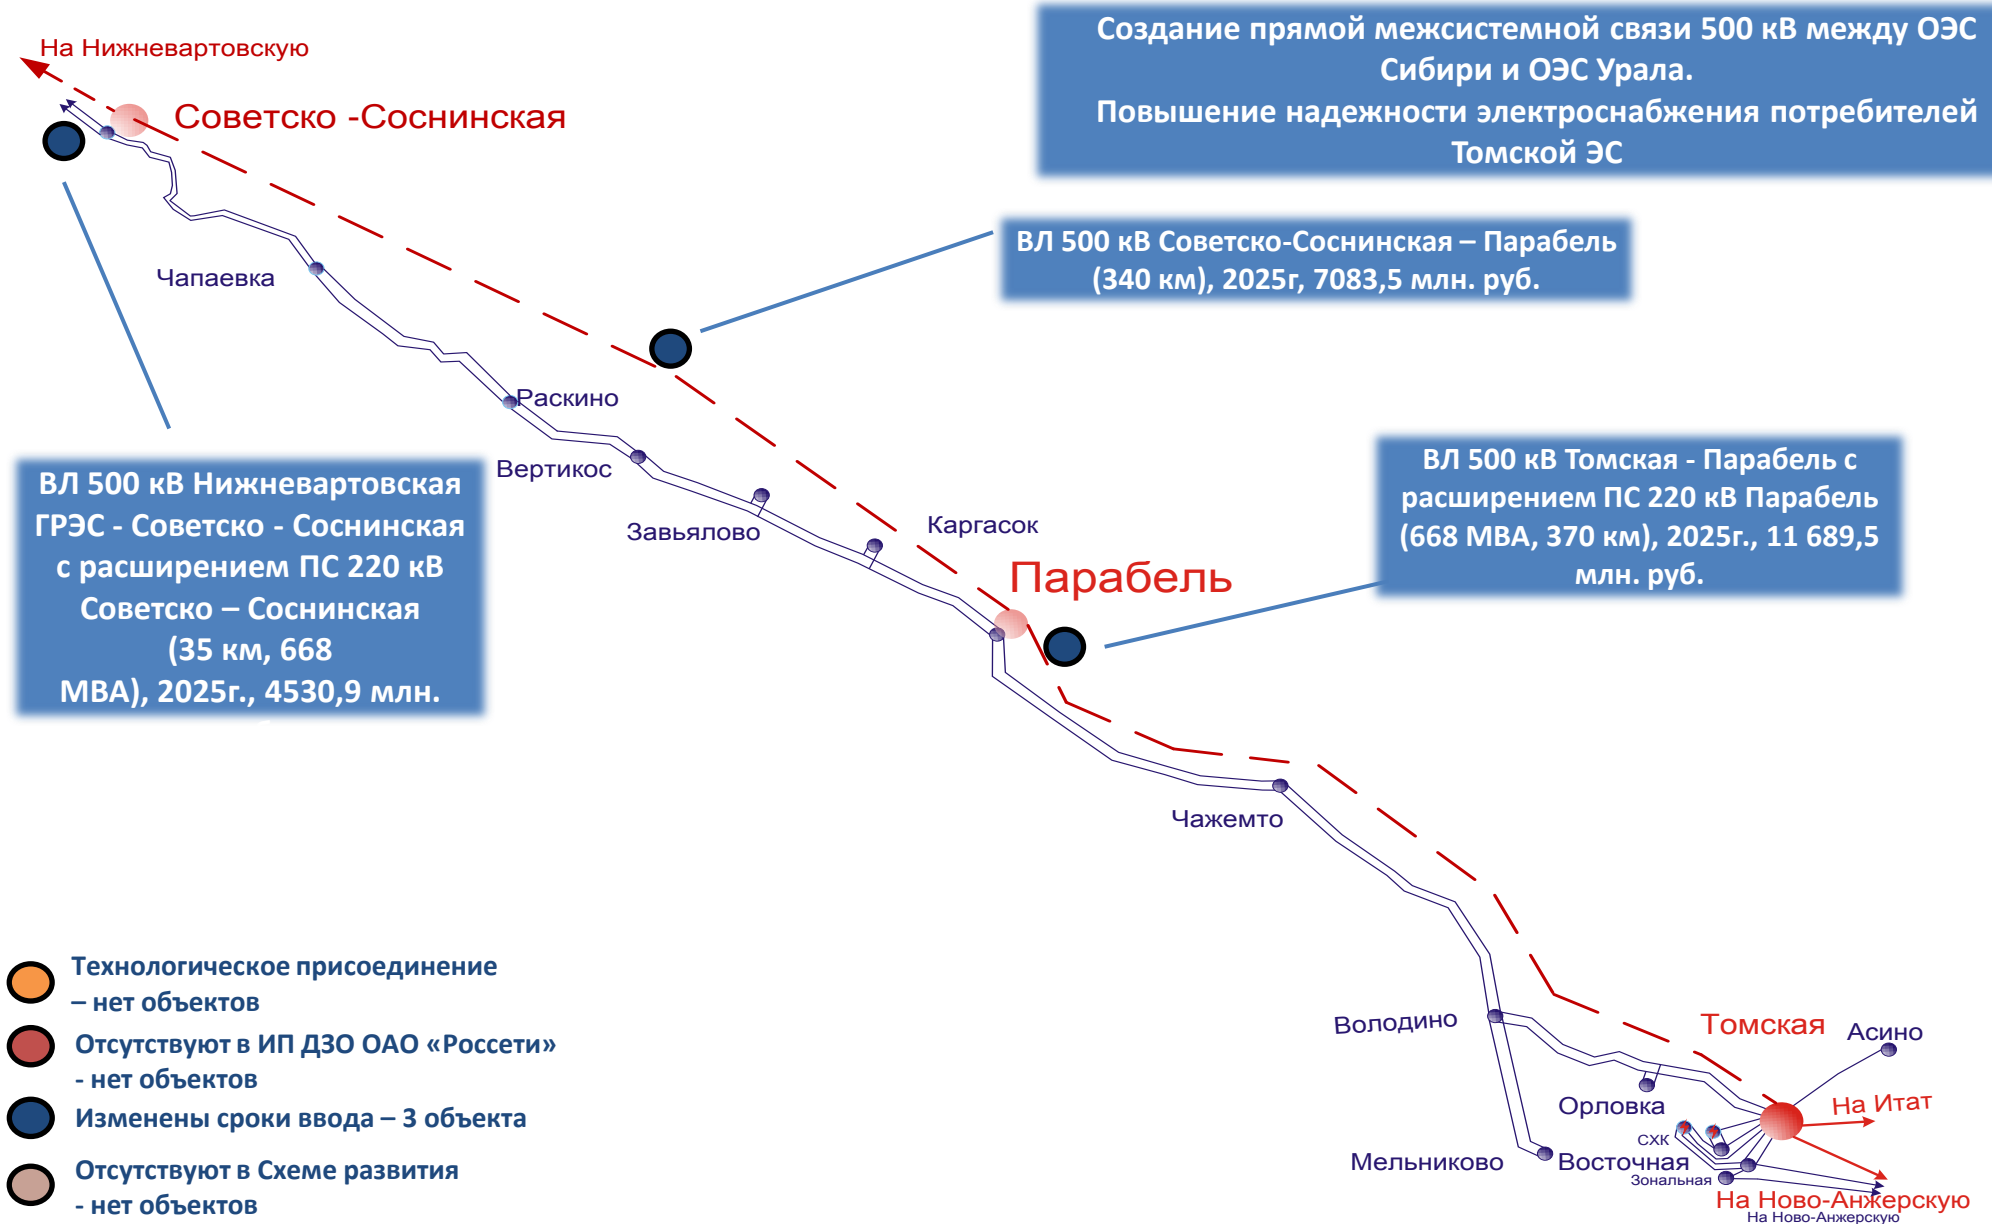 На Нижневартовскую
Создание прямой межсистемной связи 500 кВ между ОЭС
Сибири и ОЭС Урала.
Повышение надежности электроснабжения потребителей
Томской ЭС
Советско -Соснинская
ВЛ 500 кВ Советско-Соснинская – Парабель
(340 км), 2025г, 7083,5 млн. руб.
Чапаевка
Раскино
Вертикос
Завьялово
Каргасок
Парабель
ВЛ 500 кВ Томская - Парабель с
расширением ПС 220 кВ Парабель
(668 МВА, 370 км), 2025г., 11 689,5
млн. руб.
ВЛ 500 кВ Нижневартовская
ГРЭС - Советско - Соснинская
с расширением ПС 220 кВ
Советско – Соснинская
(35 км, 668
МВА), 2025г., 4530,9 млн.
Чажемто
Володино
Томская
Асино
Орловка
На Итат
СХК
Мельниково
Восточная
Зональная
На Ново-Анжерскую
На Ново-Анжерскую
Технологическое присоединение
– нет объектов
Отсутствуют в ИП ДЗО ОАО «Россети»
- нет объектов
Изменены сроки ввода – 3 объекта
Отсутствуют в Схеме развития
- нет объектов